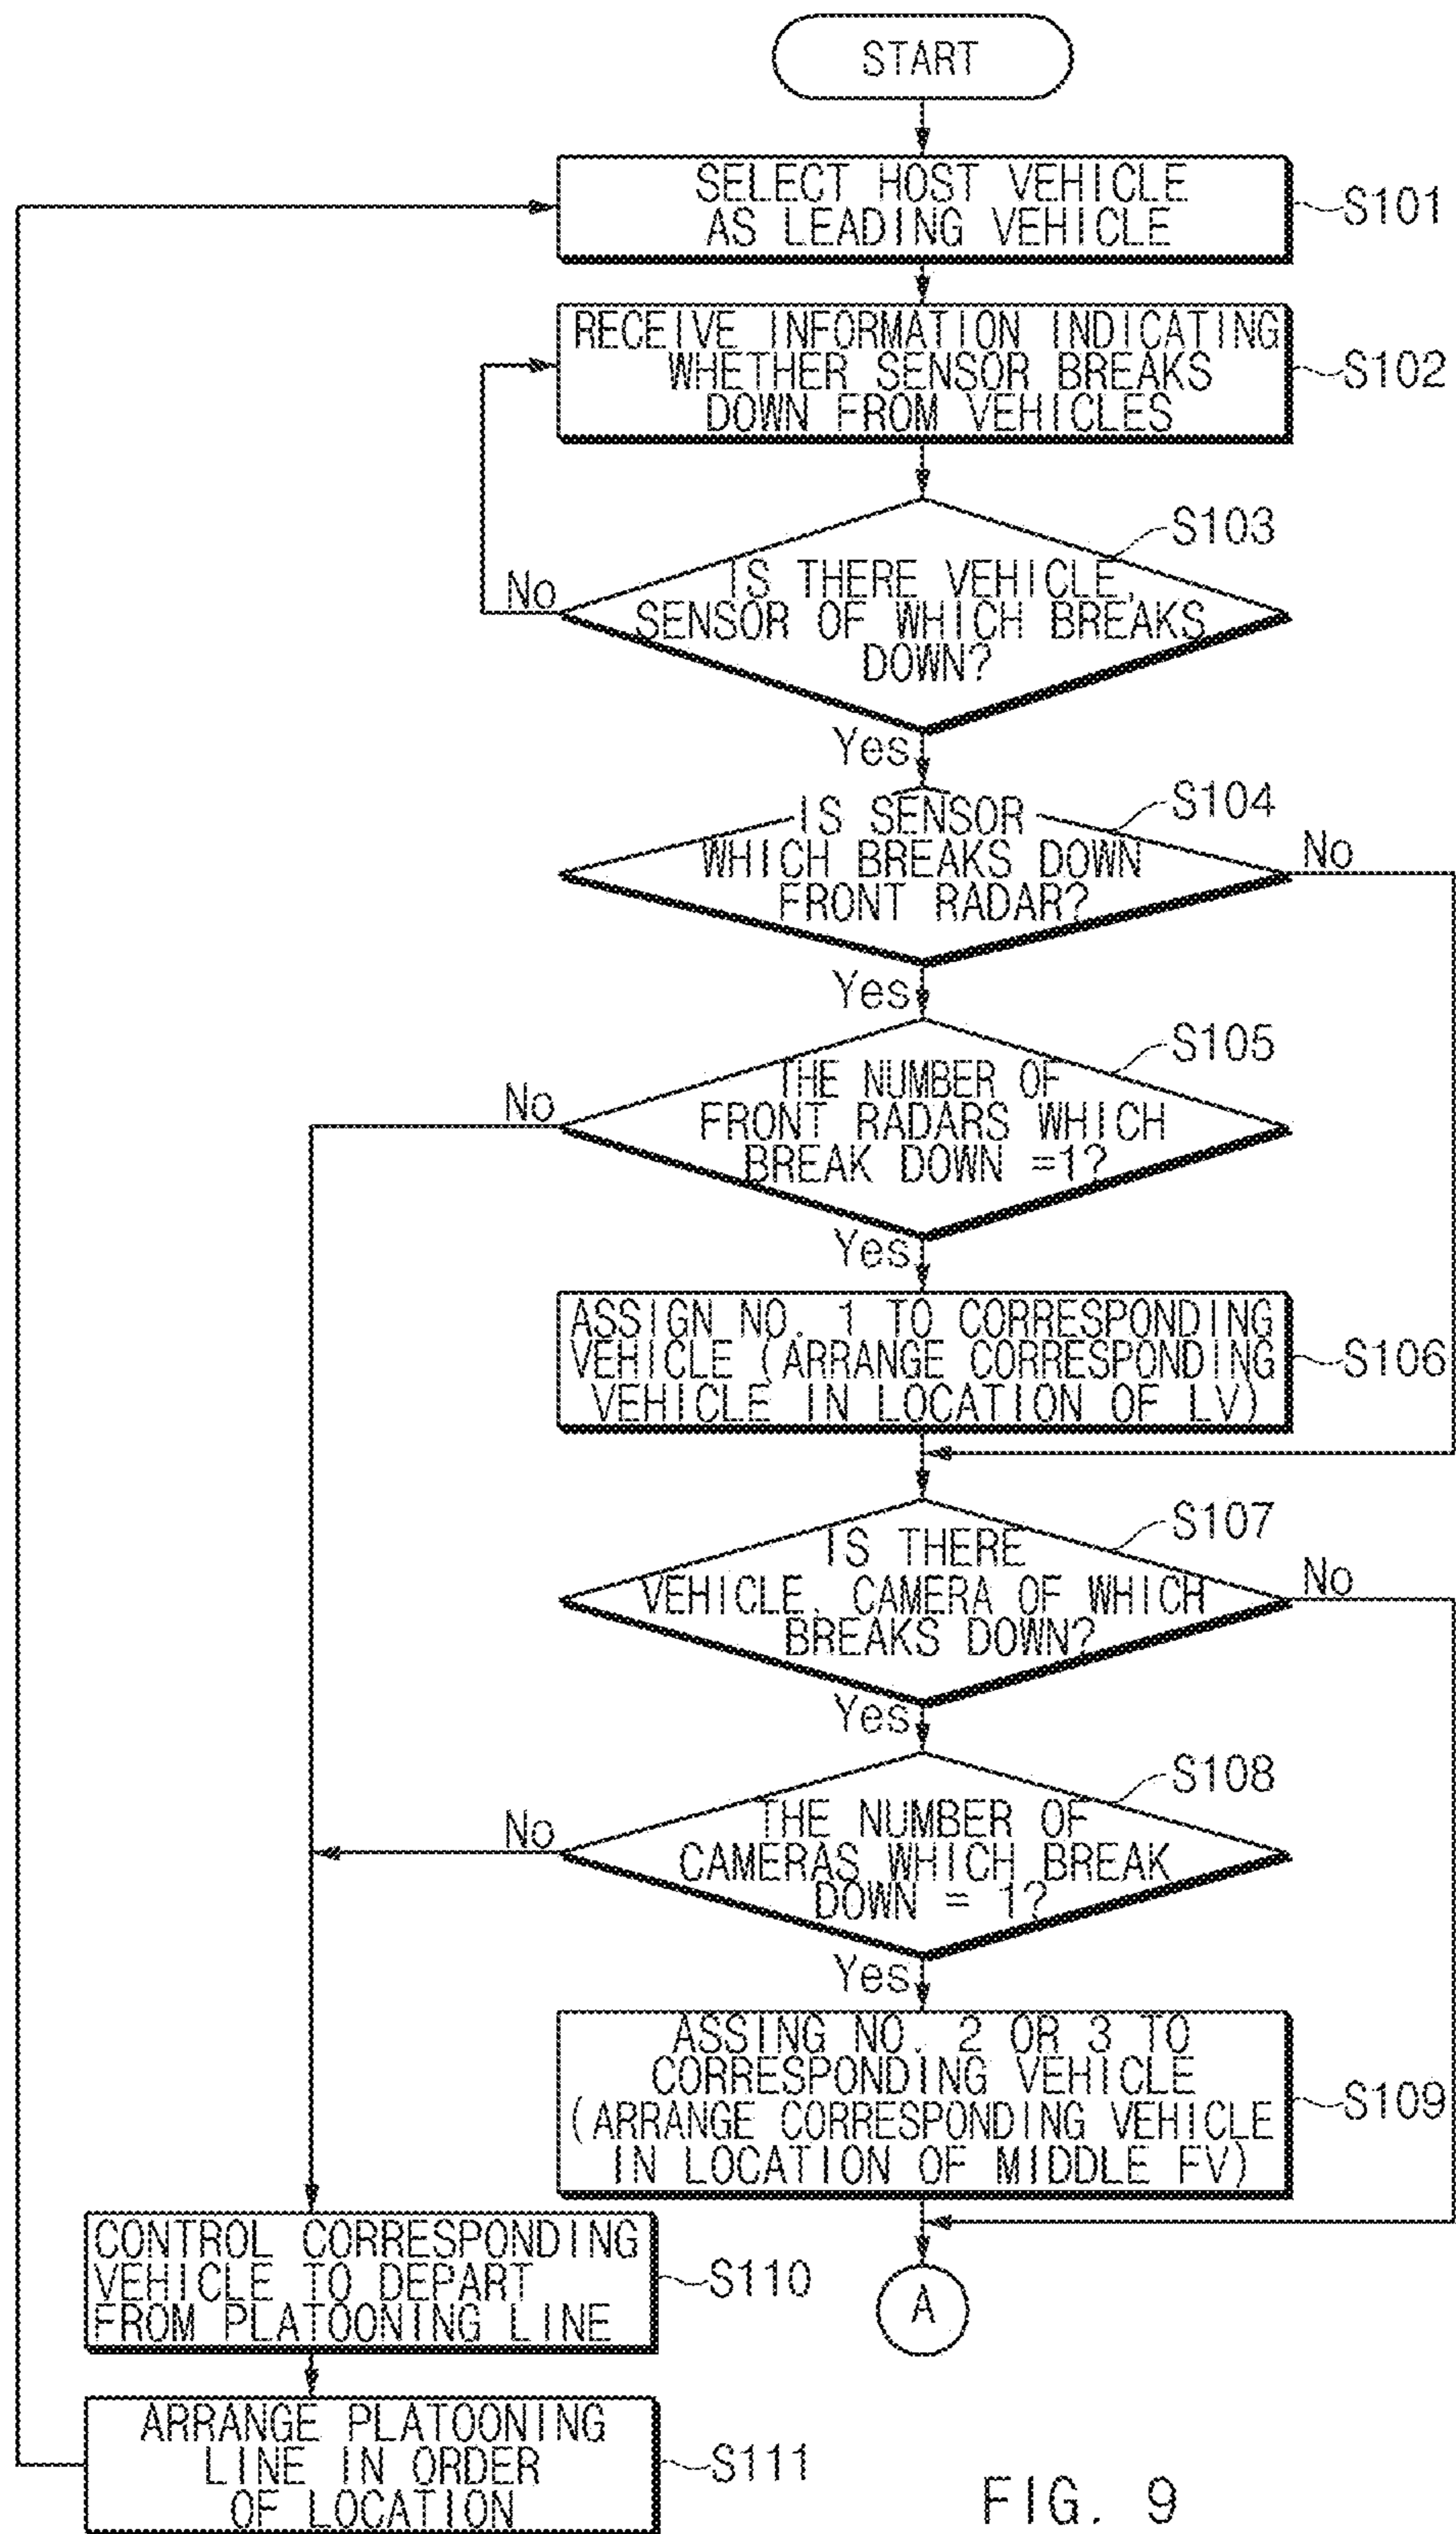 START
SELECT HOST VEHICLE
AS LEADING VEHICLE
S101
RECEIVE INFORMATION INDICATING
WHETHER SENSOR BREAKS
DOWN FROM VEHICLES
S102
S103
IS THERE VEHICLE,
SENSOR OF WHICH BREAKS
DOWN?
No
Yes
S104
IS SENSOR
WHICH BREAKS DOWN
FRONT RADAR?
No
Yes
S105
THE NUMBER OF
FRONT RADARS WHICH
BREAK DOWN =1?
No
Yes
ASSIGN NO. 1 TO CORRESPONDING
VEHICLE (ARRANGE CORRESPONDING
VEHICLE IN LOCATION OF LV)
S106
S107
IS THERE
VEHICLE, CAMERA OF WHICH
BREAKS DOWN?
No
Yes
S108
THE NUMBER OF
CAMERAS WHICH BREAK
DOWN = 1?
No
Yes
ASSING NO. 2 OR 3 TO
CORRESPONDING VEHICLE
(ARRANGE CORRESPONDING VEHICLE
IN LOCATION OF MIDDLE FV)
S109
CONTROL CORRESPONDING
VEHICLE TO DEPART
FROM PLATOONING LINE
S110
A
ARRANGE PLATOONING
LINE IN ORDER
OF LOCATION
S111
FIG. 9